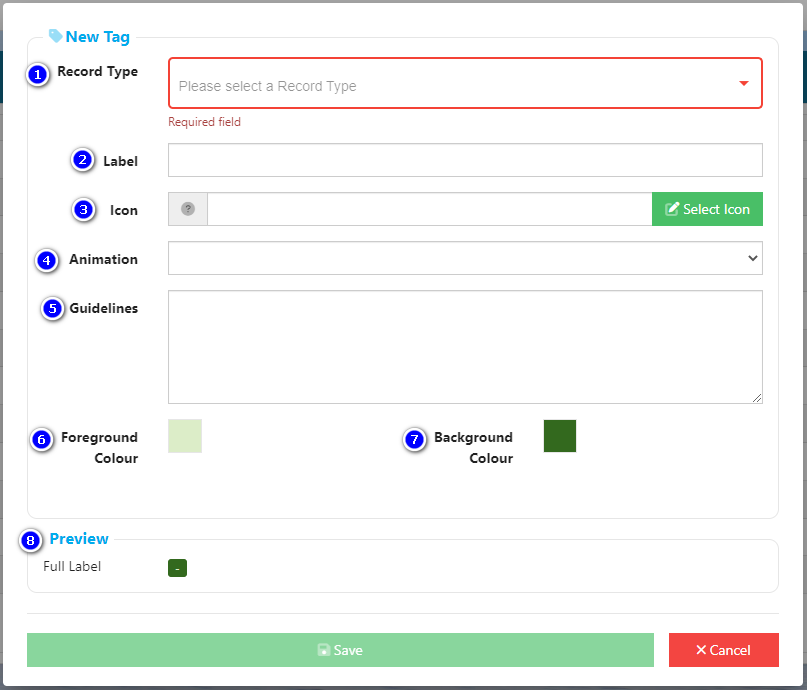 New Tag
1 Record Type
Please select a Record Type
Required field
2 Label
3 Icon
? Select Icon
4 Animation
5 Guidelines
6 Foreground
Colour
7 Background
Colour
8 Preview
Full Label -
Save
Cancel